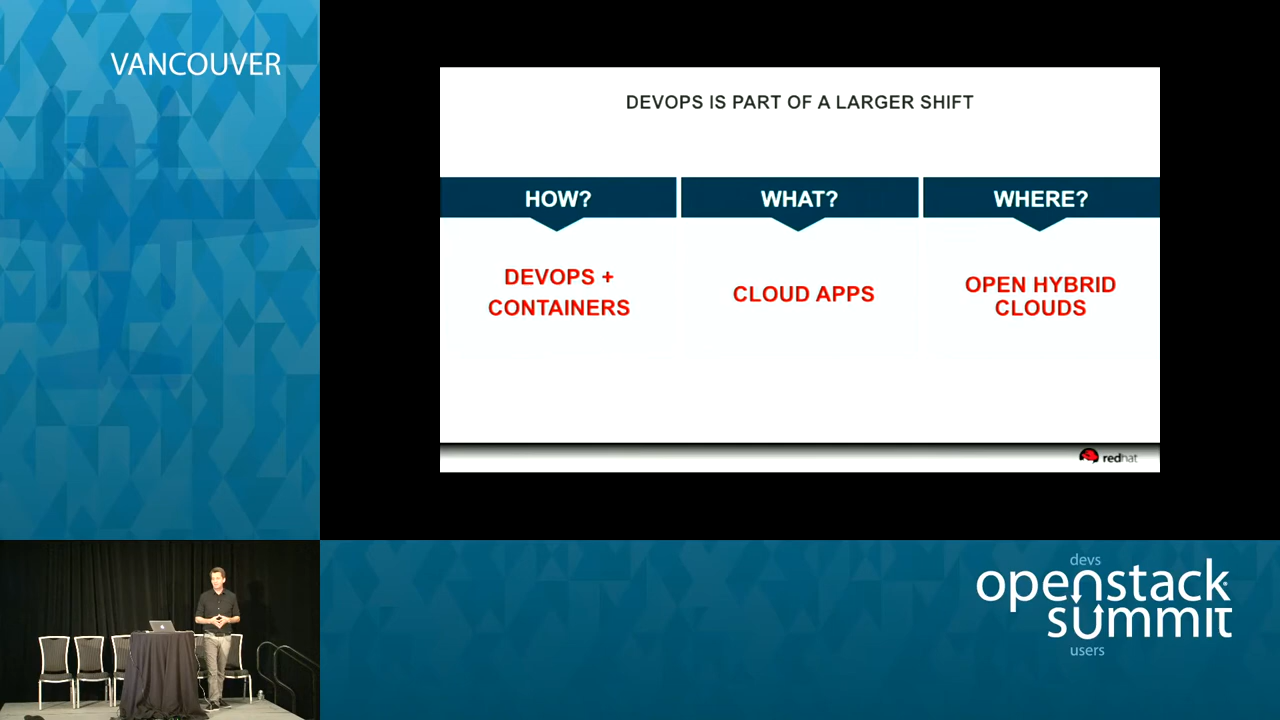 VANCOUVER
DEVOPS IS PART OF A LARGER SHIFT
HOW?
WHAT?
WHERE?
DEVOPS +
CONTAINERS
CLOUD APPS
OPEN HYBRID
CLOUDS
redhat
devs
openstack
summit
users